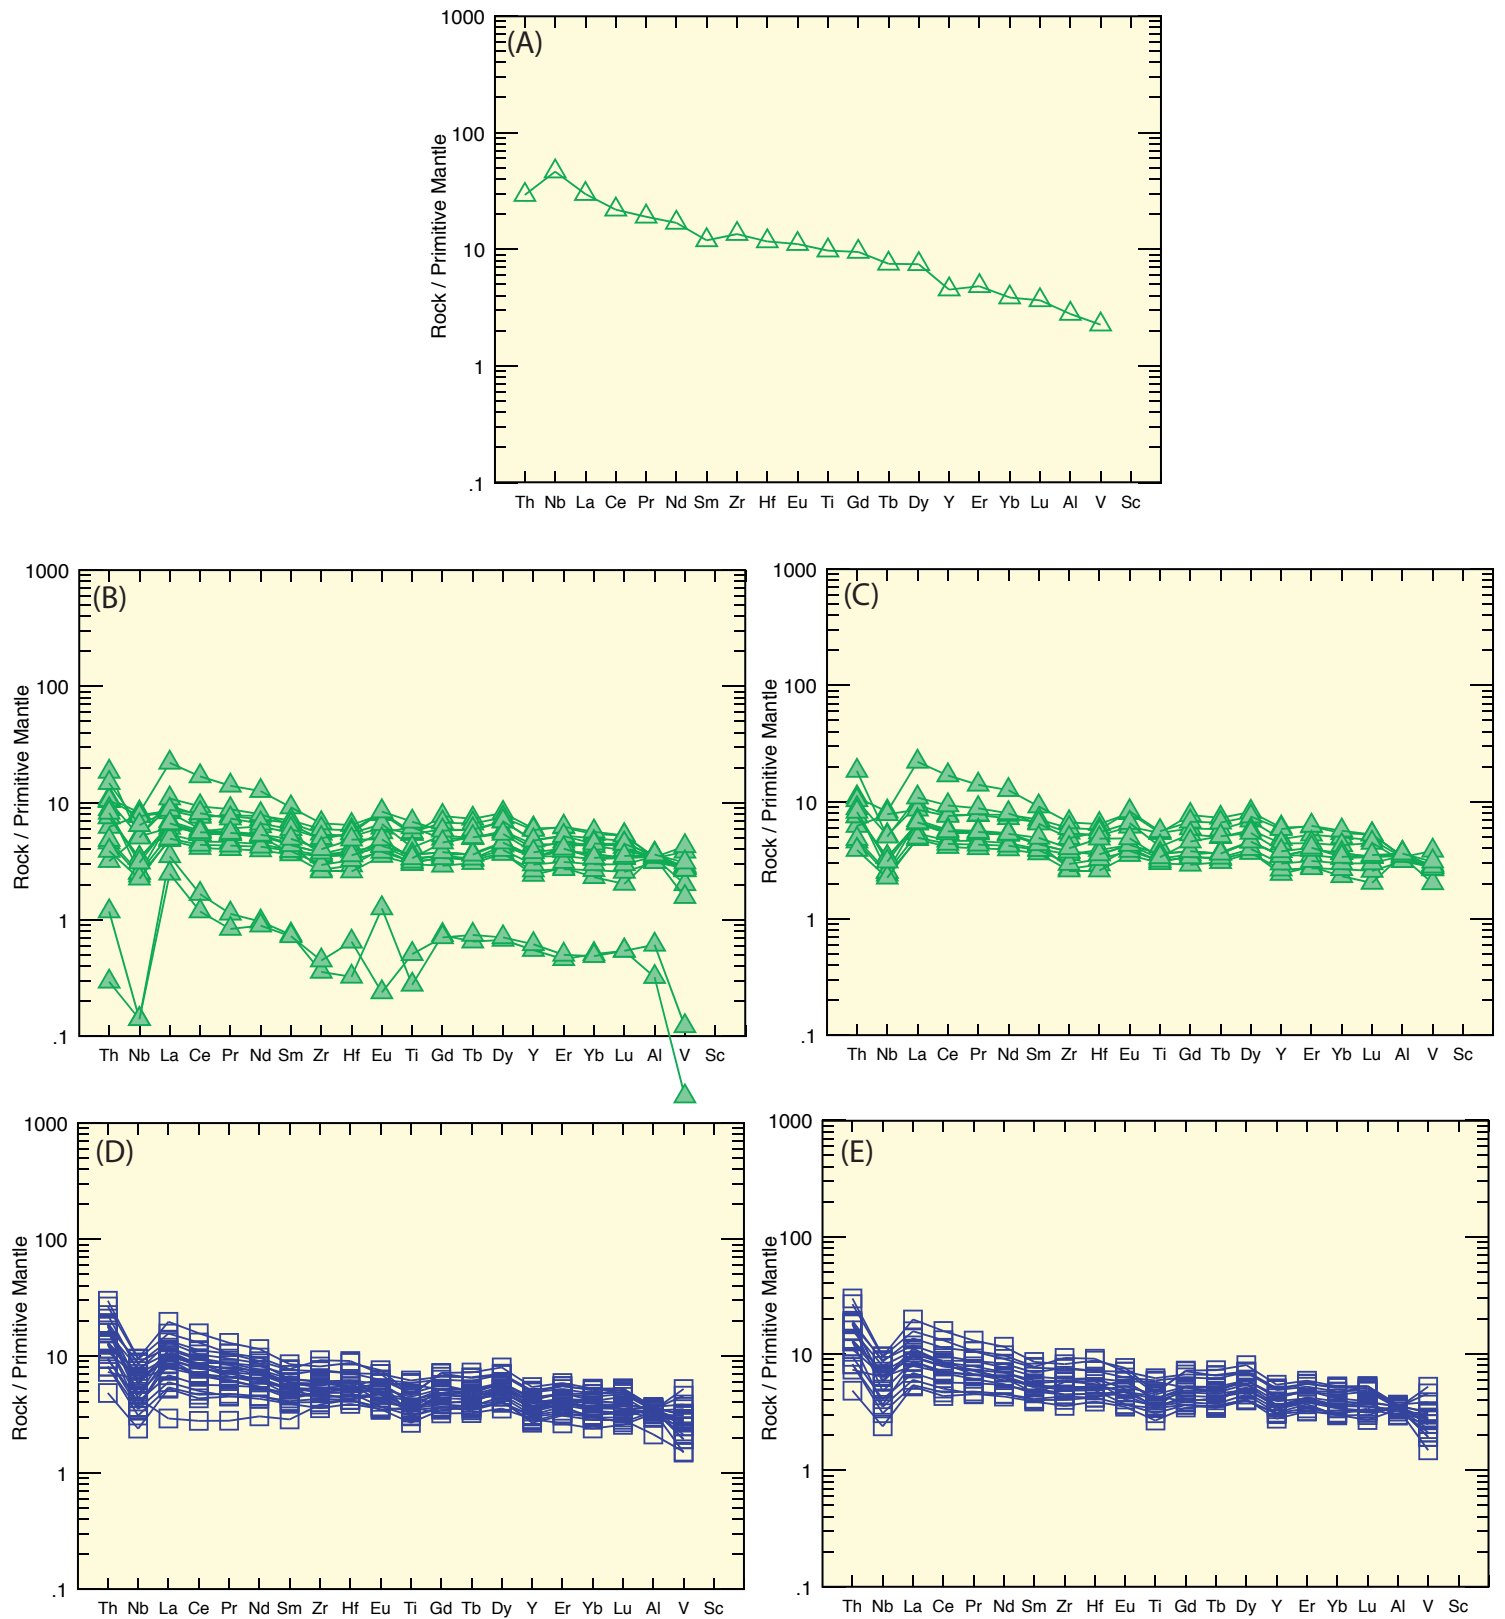 (A)
Rock / Primitive Mantle
1000
100
10
1
.1
Th Nb La Ce Pr Nd Sm Zr Hf Eu Ti Gd Tb Dy Y Er Yb Lu Al V Sc
(B)
Rock / Primitive Mantle
1000
100
10
1
.1
Th Nb La Ce Pr Nd Sm Zr Hf Eu Ti Gd Tb Dy Y Er Yb Lu Al V Sc
(C)
Rock / Primitive Mantle
1000
100
10
1
.1
Th Nb La Ce Pr Nd Sm Zr Hf Eu Ti Gd Tb Dy Y Er Yb Lu Al V Sc
(D)
Rock / Primitive Mantle
1000
100
10
1
.1
Th Nb La Ce Pr Nd Sm Zr Hf Eu Ti Gd Tb Dy Y Er Yb Lu Al V Sc
(E)
Rock / Primitive Mantle
1000
100
10
1
.1
Th Nb La Ce Pr Nd Sm Zr Hf Eu Ti Gd Tb Dy Y Er Yb Lu Al V Sc